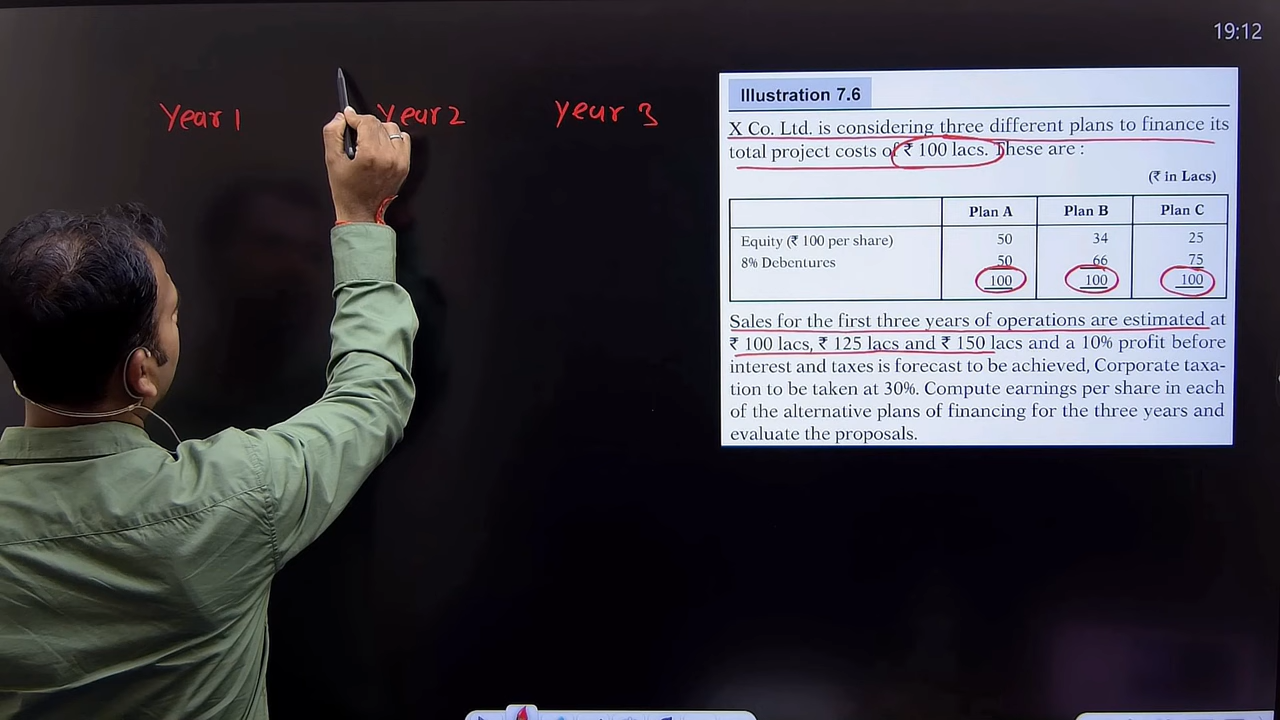 19:12
Year 1 Year 2 Year 3
Illustration 7.6
X Co. Ltd. is considering three different plans to finance its
total project costs of ₹ 100 lacs. These are :
(₹ in Lacs)
Plan A Plan B Plan C
Equity (₹ 100 per share) 50 34 25
8% Debentures 50 66 75
100 100 100
Sales for the first three years of operations are estimated at
₹ 100 lacs, ₹ 125 lacs and ₹ 150 lacs and a 10% profit before
interest and taxes is forecast to be achieved, Corporate taxa-
tion to be taken at 30%. Compute earnings per share in each
of the alternative plans of financing for the three years and
evaluate the proposals.